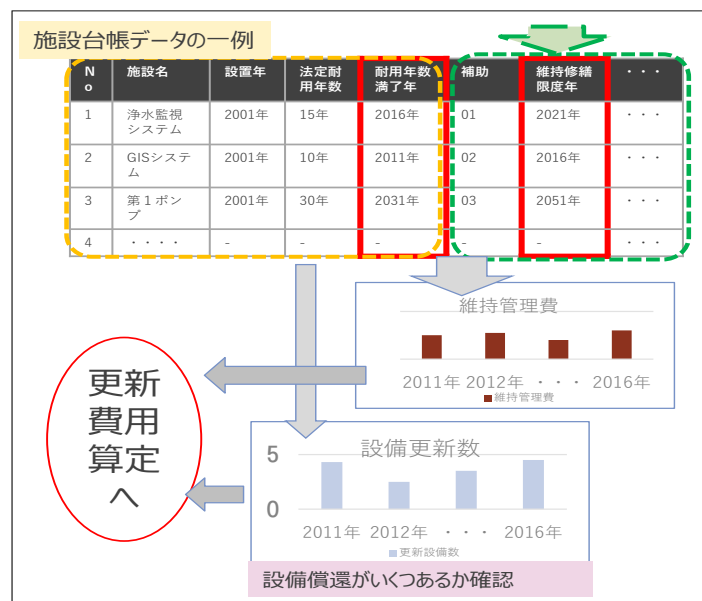 施設台帳データの一例
No 施設名 設置年 法定耐用年数 耐用年数満了年 補助 維持修繕限度年 ・・・
1 浄水監視システム 2001年 15年 2016年 01 2021年 ・・・
2 GISシステム 2001年 10年 2011年 02 2016年 ・・・
3 第1ポンプ 2001年 30年 2031年 03 2051年 ・・・
4 ・・・・ - - - - - ・・・
維持管理費
2011年 2012年 ・・・ 2016年
維持管理費
更新
費用
算定
へ
設備更新数
5
0
2011年 2012年 ・・・ 2016年
更新設備数
設備償還がいくつあるか確認